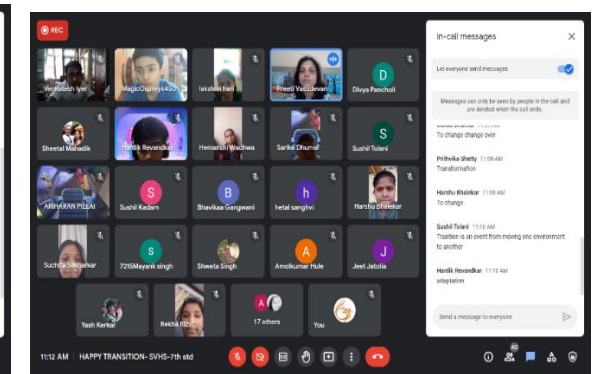 REC
Venkatesh Iyer
MagicOsprey6450
lakshmi hari
Preeti Vasudevan
D
Divya Pancholi
Sheetal Mahadik
Hardik Revandkar
Hemanshi Wadhwa
Sarika Dhumal
S
Sushil Tolani
ARIHARAN PILLAI
S
Sushil Kadam
B
Bhavikaa Gangwani
h
hetal sanghvi
Harshu Bhalekar
Suchita
S
7215Mayank singh
Shweta Singh
A
Amolkumar Hule
J
Jeet Jatolia
Yash Kerkar
Rekha
A
17 others
You
11:12 AM | HAPPY TRANSITION- SVHS-7th std
40
In-call messages
Let everyone send messages
Messages can only be seen by people in the call and
are deleted when the call ends.
To change change over
Prithvika Shetty 11:09 AM
Transformation
Harshu Bhalekar 11:09 AM
To change
Sushil Tolani 11:10 AM
Trasition is an event from moving one environment
to another
Hardik Revandkar 11:10 AM
adaptation
Send a message to everyone